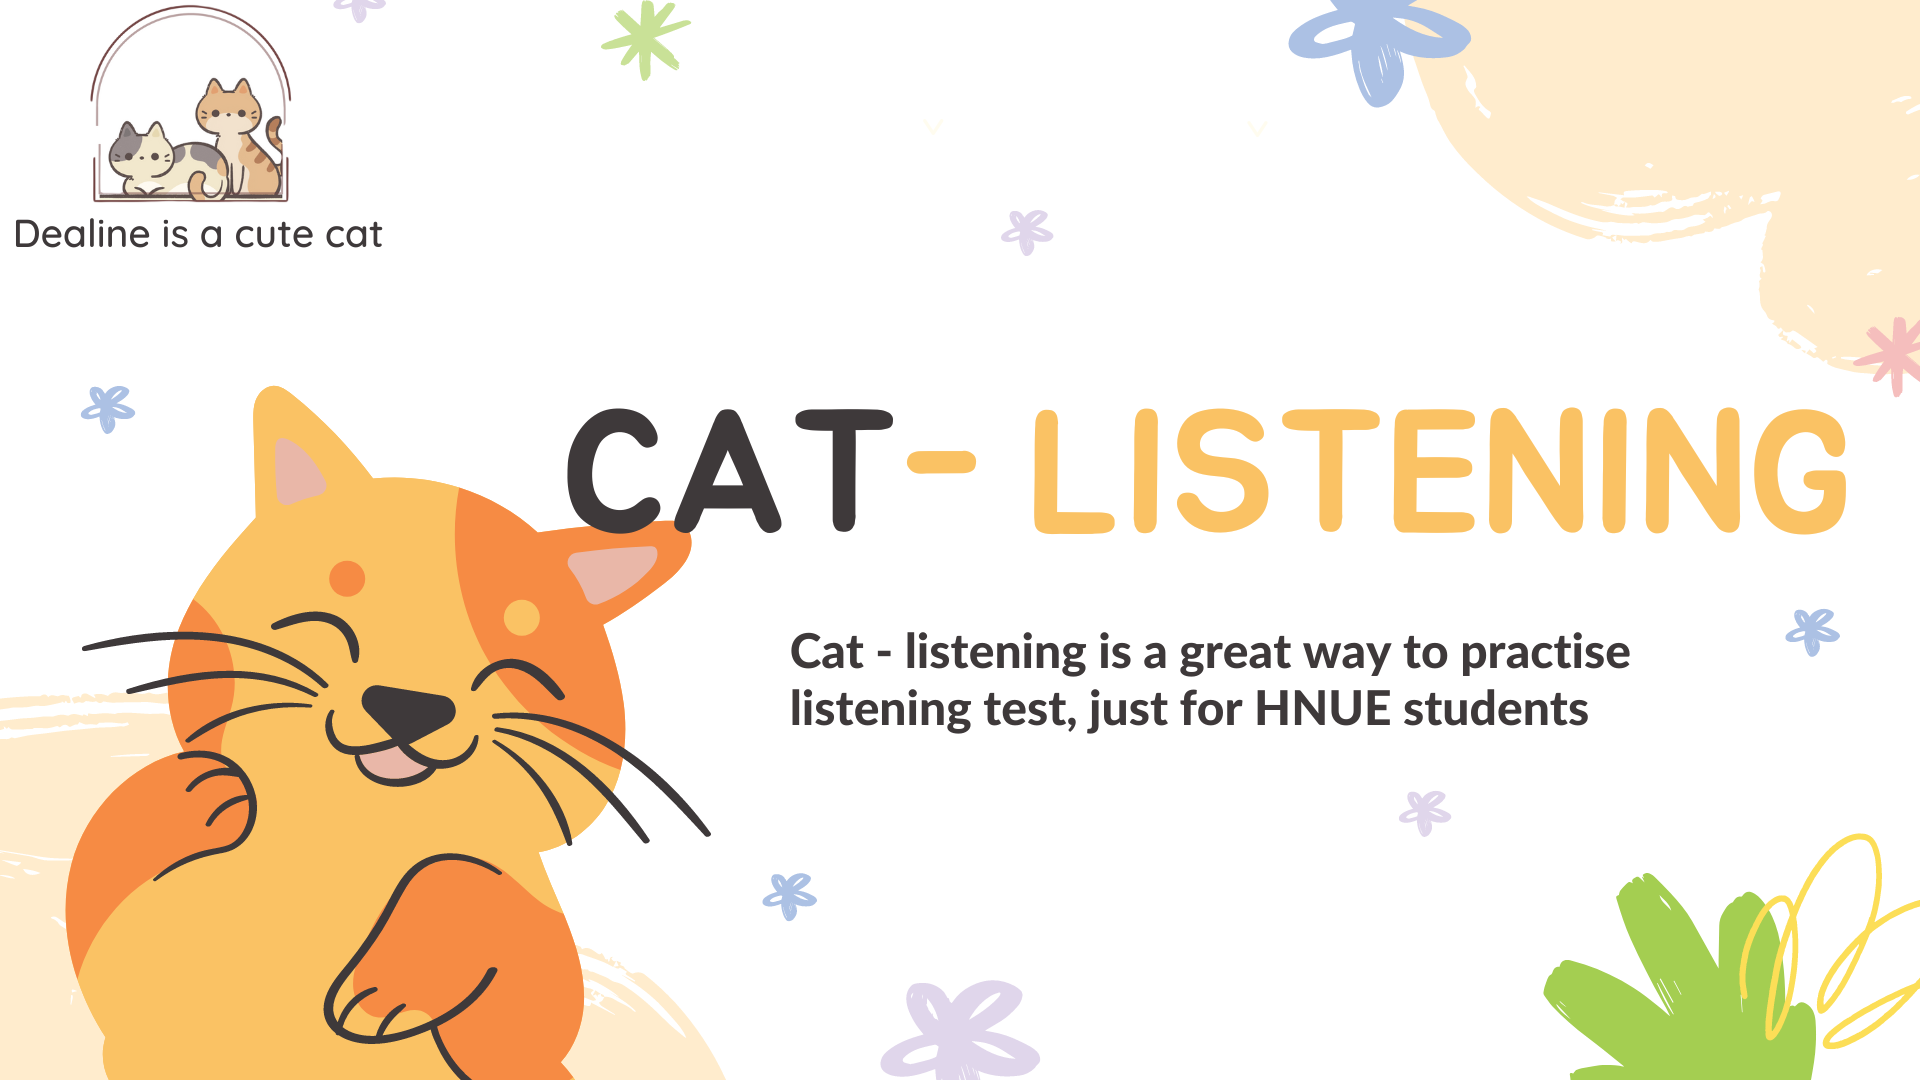 Dealine is a cute cat
CAT- LISTENING
Cat - listening is a great way to practise
listening test, just for HNUE students